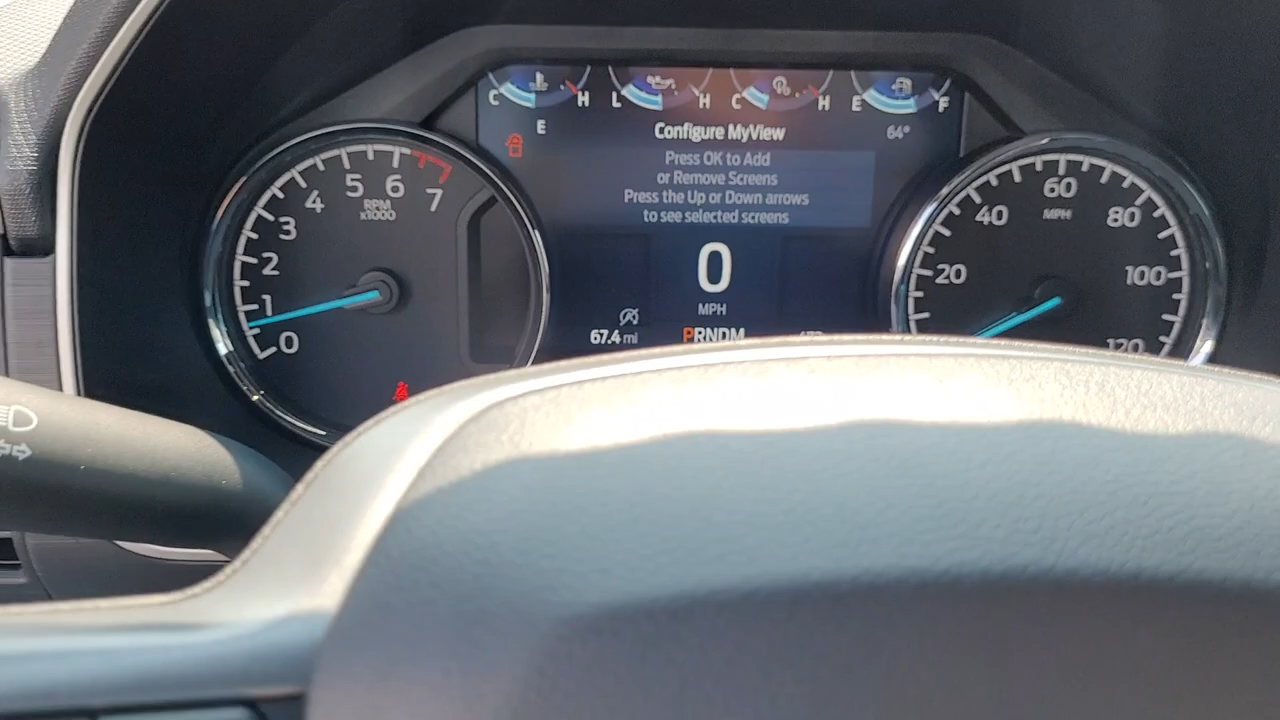 C H L H C H E F
E
Configure MyView
64°
Press OK to Add
or Remove Screens
Press the Up or Down arrows
to see selected screens
0
MPH
67.4 mi
PRNDM
0 1 2 3 4 5 6 7
RPM
x1000
20 40 60 80 100 120
MPH